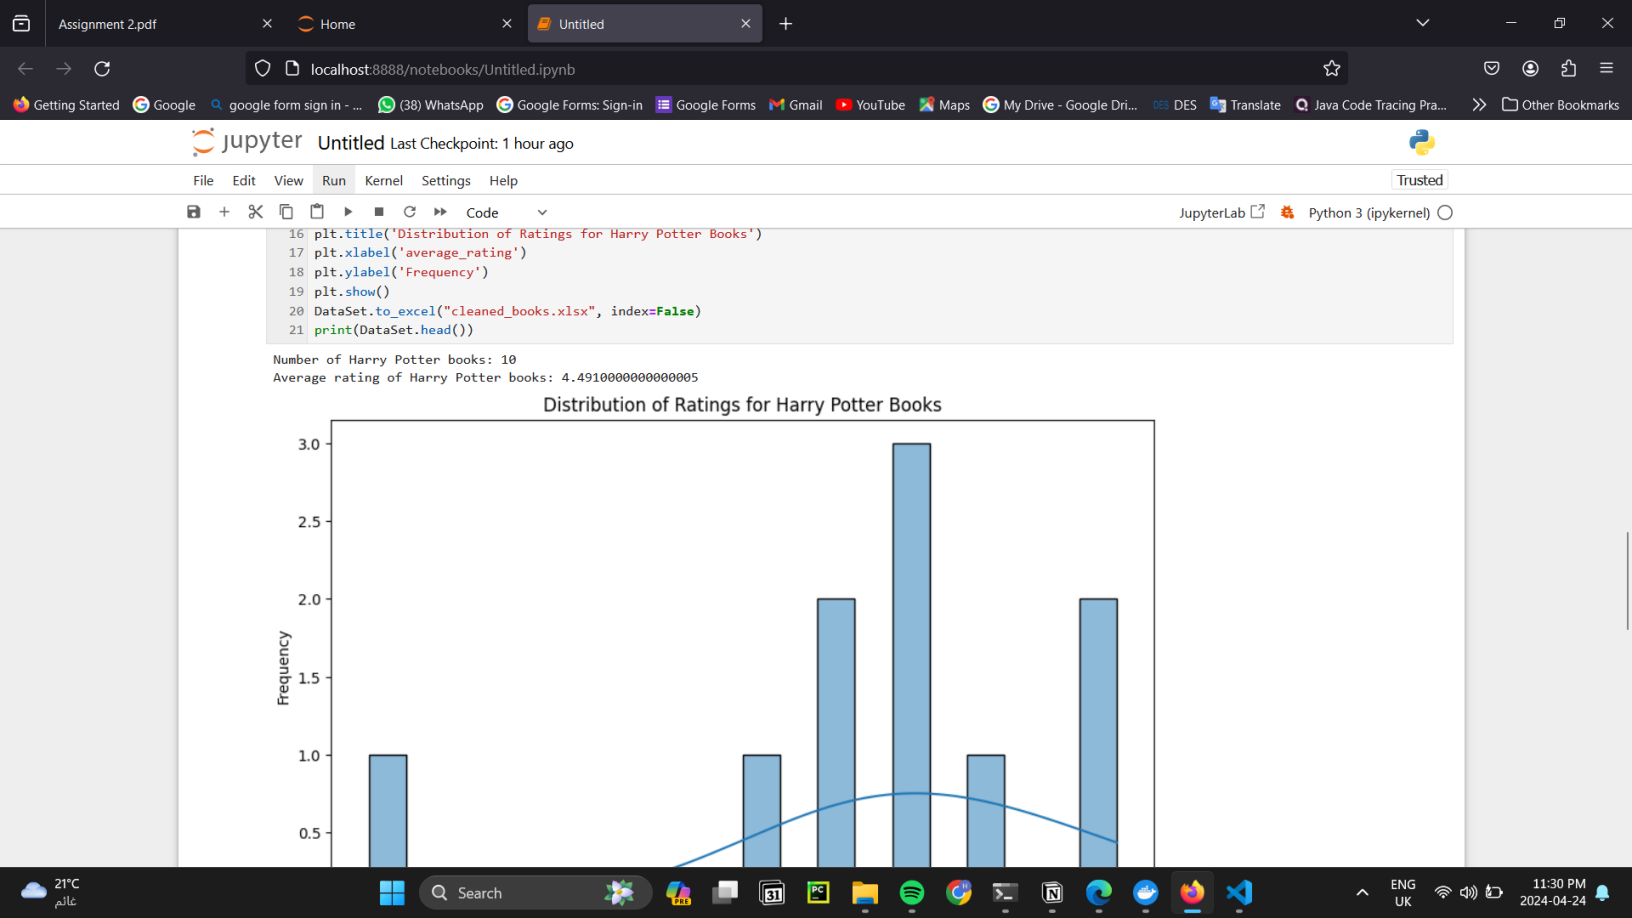 Assignment 2.pdf
Home
Untitled
localhost:8888/notebooks/Untitled.ipynb
Getting Started
Google
google form sign in - ...
(38) WhatsApp
Google Forms: Sign-in
Google Forms
Gmail
YouTube
Maps
My Drive - Google Dri...
DES DES
Translate
Java Code Tracing Pra...
Other Bookmarks
jupyter
Untitled Last Checkpoint: 1 hour ago
File Edit View Run Kernel Settings Help
Trusted
Code
JupyterLab
Python 3 (ipykernel)
16 plt.title('Distribution of Ratings for Harry Potter Books')
17 plt.xlabel('average_rating')
18 plt.ylabel('Frequency')
19 plt.show()
20 DataSet.to_excel("cleaned_books.xlsx", index=False)
21 print(DataSet.head())
Number of Harry Potter books: 10
Average rating of Harry Potter books: 4.4910000000000005
Distribution of Ratings for Harry Potter Books
3.0
2.5
2.0
1.5
1.0
0.5
Frequency
21°C
غائم
Search
PRE
31
PC
ENG
UK
11:30 PM
2024-04-24